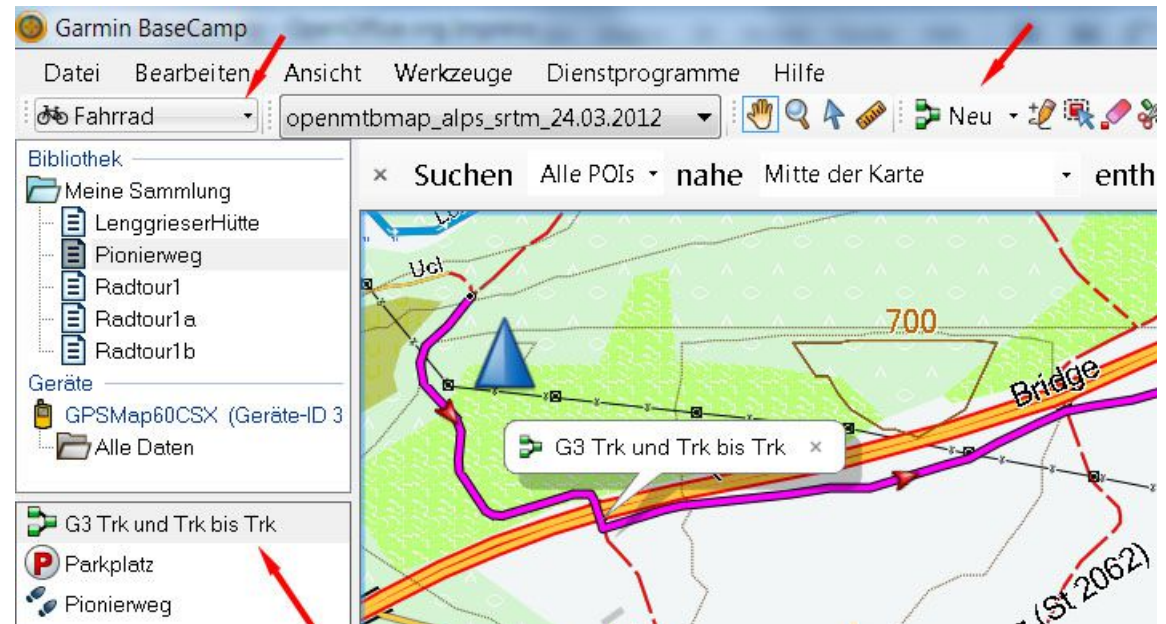 Garmin BaseCamp
Datei Bearbeiten Ansicht Werkzeuge Dienstprogramme Hilfe
Fahrrad openmtbmap_alps_srtm_24.03.2012 Neu
Bibliothek
Meine Sammlung
LenggrieserHütte
Pionierweg
Radtour1
Radtour1a
Radtour1b
Geräte
GPSMap60CSX (Geräte-ID 3
Alle Daten
G3 Trk und Trk bis Trk
P Parkplatz
Pionierweg
× Suchen Alle POIs nahe Mitte der Karte enth
700
Bridge
G3 Trk und Trk bis Trk ×
(St 2062)